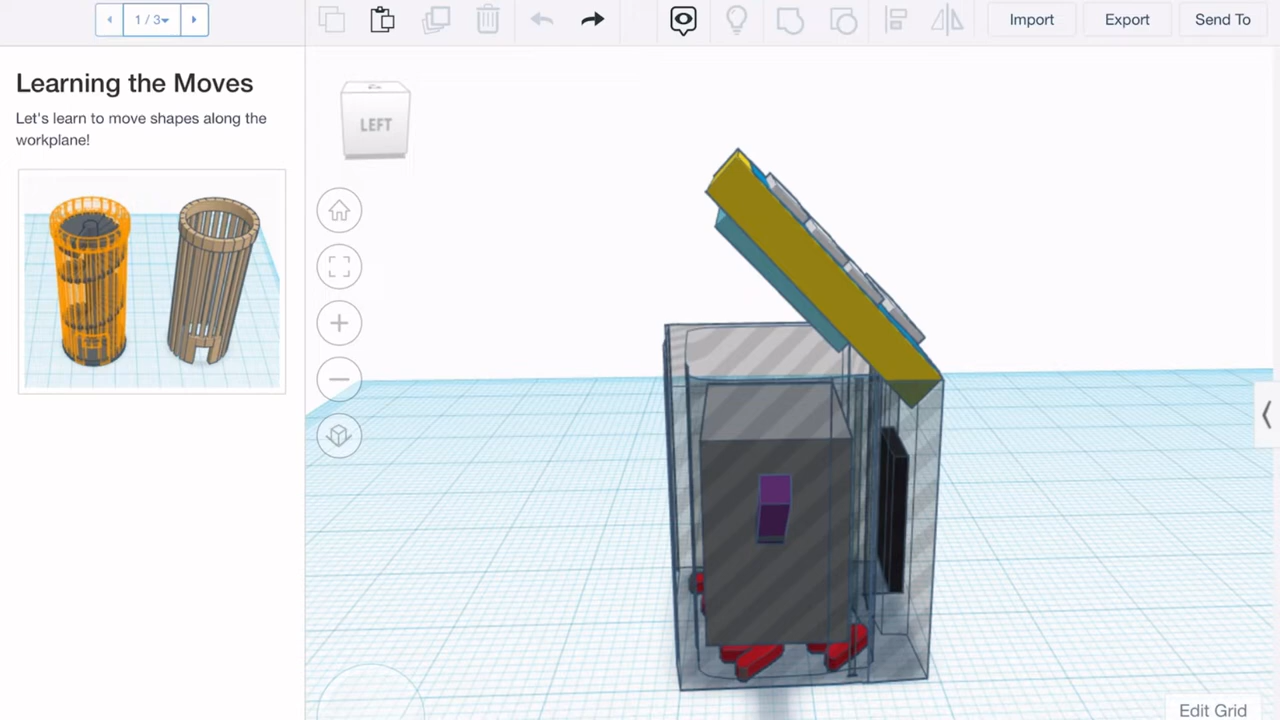 1 / 3
Import
Export
Send To
Learning the Moves
Let's learn to move shapes along the
workplane!
LEFT
Edit Grid